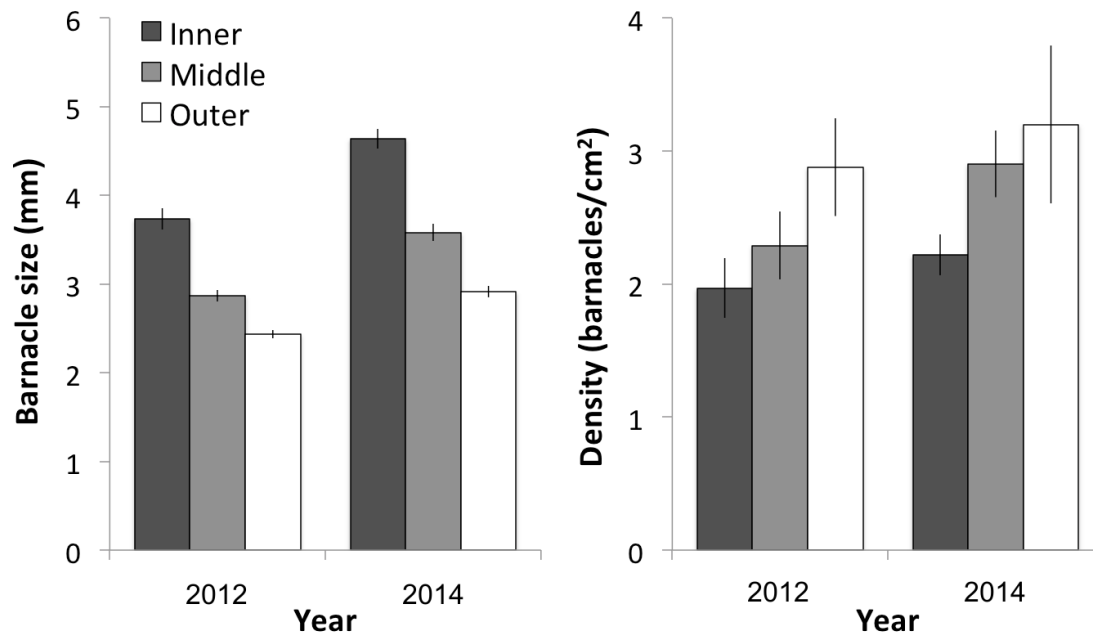 Barnacle size (mm)
6
5
4
3
2
1
0
Inner
Middle
Outer
2012
2014
Year
Density (barnacles/cm²)
4
3
2
1
0
2012
2014
Year